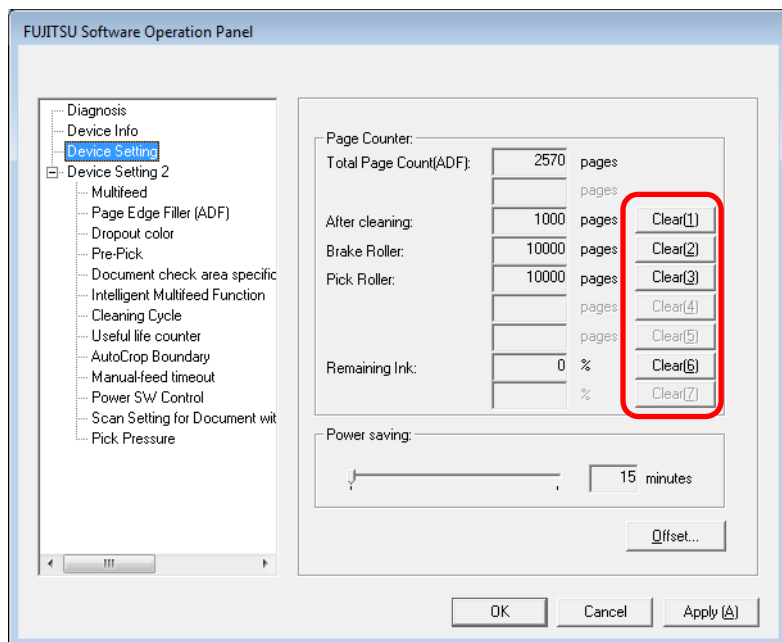 FUJITSU Software Operation Panel
Diagnosis
Device Info
Device Setting
Device Setting 2
Multifeed
Page Edge Filler (ADF)
Dropout color
Pre-Pick
Document check area specific
Intelligent Multifeed Function
Cleaning Cycle
Useful life counter
AutoCrop Boundary
Manual-feed timeout
Power SW Control
Scan Setting for Document wit
Pick Pressure
Page Counter:
Total Page Count(ADF): 2570 pages
pages
After cleaning: 1000 pages Clear(1)
Brake Roller: 10000 pages Clear(2)
Pick Roller: 10000 pages Clear(3)
pages Clear(4)
pages Clear(5)
Remaining Ink: 0 % Clear(6)
% Clear(7)
Power saving:
15 minutes
Offset...
OK Cancel Apply (A)